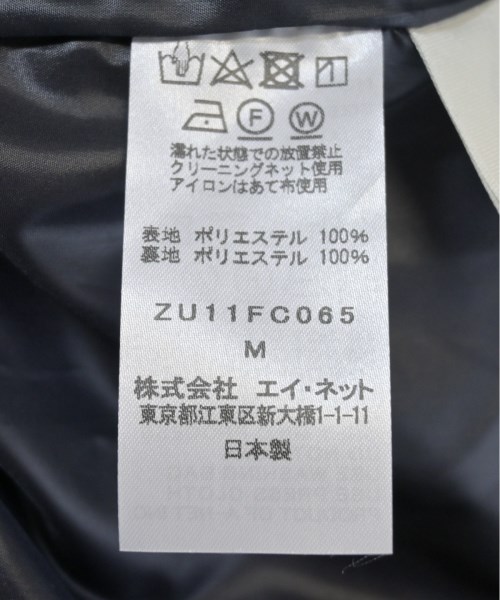 F W
濡れた状態での放置禁止
クリーニングネット使用
アイロンはあて布使用
表地 ポリエステル 100%
裏地 ポリエステル 100%
ZU11FC065
M
株式会社 エイ・ネット
東京都江東区新大橋1-1-11
日本製